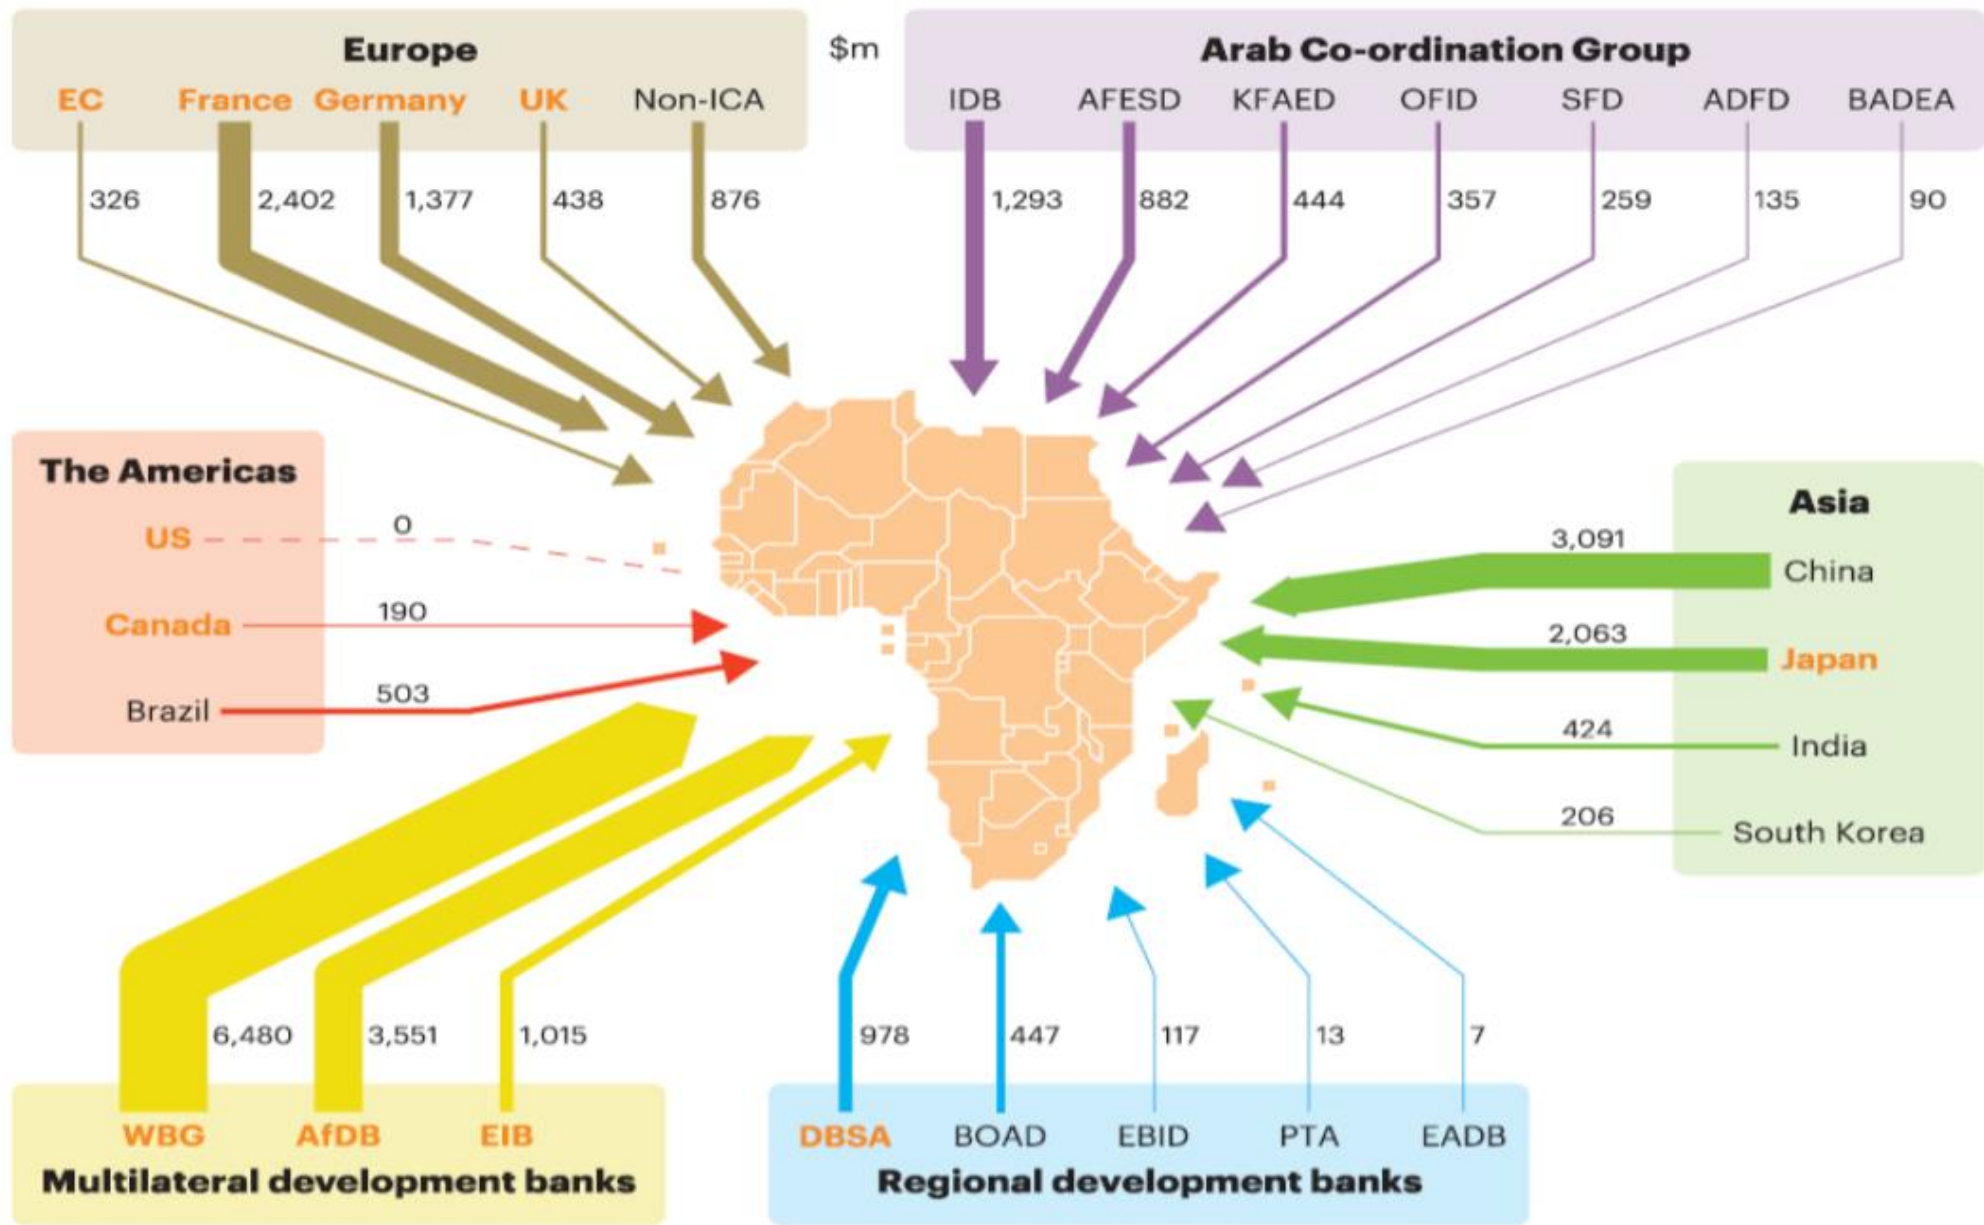 Europe
$m
Arab Co-ordination Group
EC France Germany UK Non-ICA
IDB AFESD KFAED OFID SFD ADFD BADEA
326 2,402 1,377 438 876
1,293 882 444 357 259 135 90
The Americas
US 0
Canada 190
Brazil 503
Asia
3,091 China
2,063 Japan
424 India
206 South Korea
6,480 3,551 1,015
WBG AfDB EIB
Multilateral development banks
978 447 117 13 7
DBSA BOAD EBID PTA EADB
Regional development banks